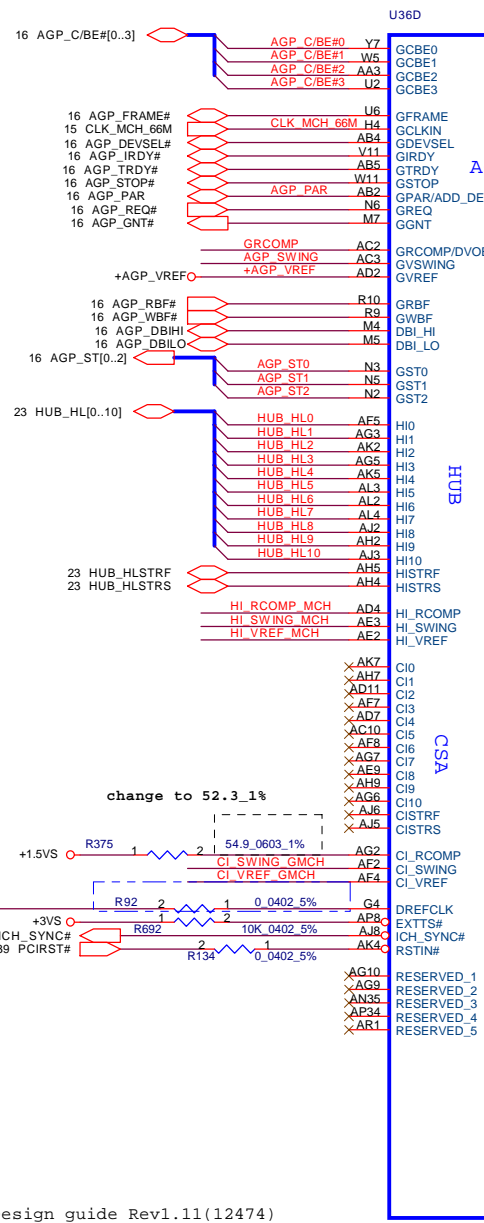 U36D
16 AGP_C/BE#[0..3]
AGP_C/BE#0 Y7 GCBE0
AGP_C/BE#1 W5 GCBE1
AGP_C/BE#2 AA3 GCBE2
AGP_C/BE#3 U2 GCBE3
16 AGP_FRAME# U6 GFRAME
15 CLK_MCH_66M CLK_MCH_66M H4 GCLKIN
16 AGP_DEVSEL# AB4 GDEVSEL
16 AGP_IRDY# V11 GIRDY
16 AGP_TRDY# AB5 GTRDY
16 AGP_STOP# W11 GSTOP
16 AGP_PAR AGP_PAR AB2 GPAR/ADD_DE
16 AGP_REQ# N6 GREQ
16 AGP_GNT# M7 GGNT
A
GRCOMP AC2 GRCOMP/DVOB
AGP_SWING AC3 GVSWING
+AGP_VREF +AGP_VREF AD2 GVREF
16 AGP_RBF# R10 GRBF
16 AGP_WBF# R9 GWBF
16 AGP_DBIHI M4 DBI_HI
16 AGP_DBILO M5 DBI_LO
16 AGP_ST[0..2]
AGP_ST0 N3 GST0
AGP_ST1 N5 GST1
AGP_ST2 N2 GST2
23 HUB_HL[0..10]
HUB_HL0 AF5 HI0
HUB_HL1 AG3 HI1
HUB_HL2 AK2 HI2
HUB_HL3 AG5 HI3
HUB_HL4 AK5 HI4
HUB_HL5 AL3 HI5
HUB_HL6 AL2 HI6
HUB_HL7 AL4 HI7
HUB_HL8 AJ2 HI8
HUB_HL9 AH2 HI9
HUB_HL10 AJ3 HI10
HUB
23 HUB_HLSTRF AH5 HISTRF
23 HUB_HLSTRS AH4 HISTRS
HI_RCOMP_MCH AD4 HI_RCOMP
HI_SWING_MCH AE3 HI_SWING
HI_VREF_MCH AE2 HI_VREF
AK7 CI0
AH7 CI1
AD11 CI2
AF7 CI3
AD7 CI4
AC10 CI5
AF8 CI6
AG7 CI7
AE9 CI8
AH9 CI9
AG6 CI10
AJ6 CISTRF
AJ5 CISTRS
CSA
change to 52.3_1%
+1.5VS R375 1 2 54.9_0603_1% AG2 CI_RCOMP
CI_SWING_GMCH AF2 CI_SWING
CI_VREF_GMCH AF4 CI_VREF
R92 2 1 0_0402_5% G4 DREFCLK
+3VS 1 2 AP8 EXTTS#
ICH_SYNC# R692 10K_0402_5% AJ8 ICH_SYNC#
39 PCIRST# 2 1 AK4 RSTIN#
R134 0_0402_5%
AG10 RESERVED_1
AG9 RESERVED_2
AN35 RESERVED_3
AP34 RESERVED_4
AR1 RESERVED_5
esign guide Rev1.11(12474)